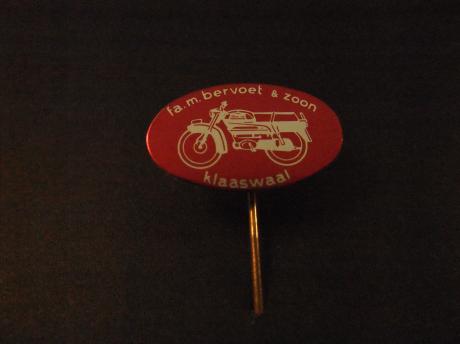 fa. m. bervoet & zoon
klaaswaal